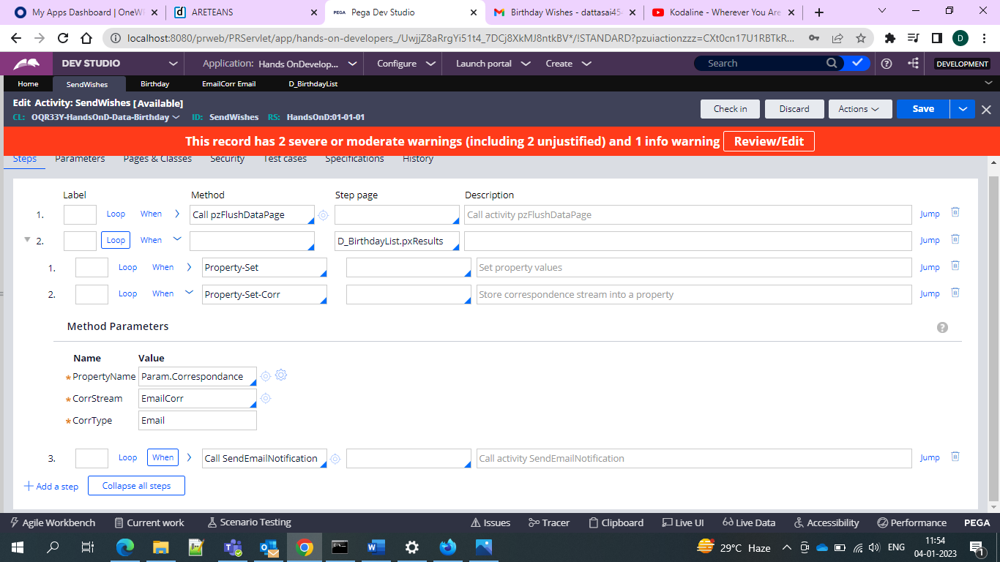 My Apps Dashboard | OneWI
ARETEANS
Pega Dev Studio
Birthday Wishes - dattasai45
Kodaline - Wherever You Are
localhost:8080/prweb/PRServlet/app/hands-on-developers_/UwjjZ8aRrgYi51t4_7DCj8XkMJ8ntkBV*/!STANDARD?pzuiactionzzz=CXt0cn17U1RBTkR...
D
DEV STUDIO
Application: Hands OnDevelop...
Configure
Launch portal
Create
Search
DEVELOPMENT
Home
SendWishes
Birthday
EmailCorr Email
D_BirthdayList
Edit Activity: SendWishes [Available]
CL: OQR33Y-HandsOnD-Data-Birthday
ID: SendWishes
RS: HandsOnD:01-01-01
Check in
Discard
Actions
Save
This record has 2 severe or moderate warnings (including 2 unjustified) and 1 info warning
Review/Edit
Steps
Parameters
Pages & Classes
Security
Test cases
Specifications
History
Label
Method
Step page
Description
1.
Loop
When
Call pzFlushDataPage
Call activity pzFlushDataPage
Jump
2.
Loop
When
D_BirthdayList.pxResults
Jump
1.
Loop
When
Property-Set
Set property values
Jump
2.
Loop
When
Property-Set-Corr
Store correspondence stream into a property
Jump
Method Parameters
Name
Value
PropertyName
Param.Correspondance
CorrStream
EmailCorr
CorrType
Email
3.
Loop
When
Call SendEmailNotification
Call activity SendEmailNotification
Jump
Add a step
Collapse all steps
Agile Workbench
Current work
Scenario Testing
Issues
Tracer
Clipboard
Live UI
Live Data
Accessibility
Performance
PEGA
29°C Haze
ENG
11:54
04-01-2023
1